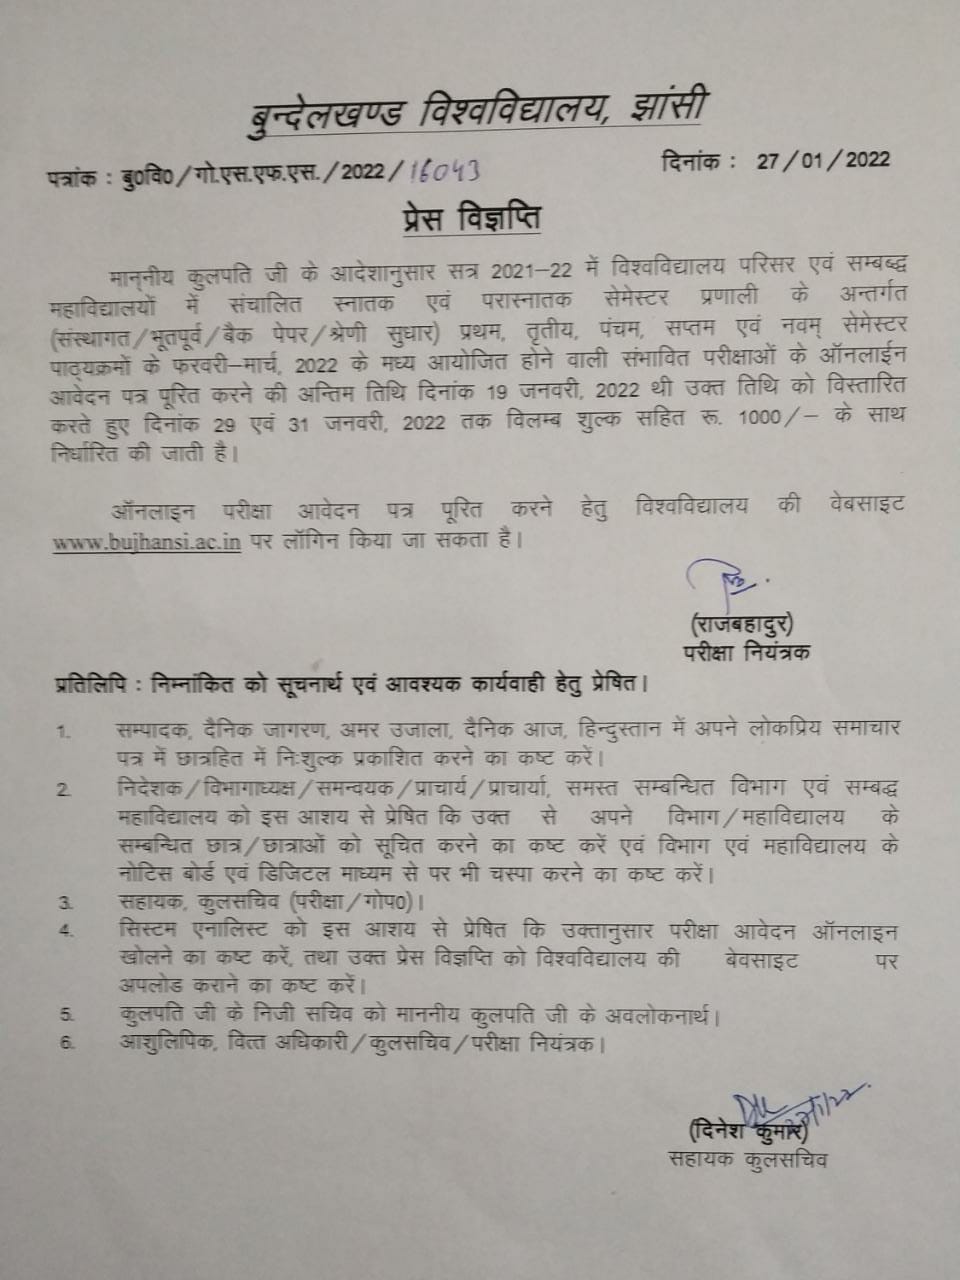 बुन्देलखण्ड विश्वविद्यालय, झांसी
पत्रांक : बु0वि0/गो.एस.एफ.एस./2022/16043 दिनांक : 27/01/2022
प्रेस विज्ञप्ति
माननीय कुलपति जी के आदेशानुसार सत्र 2021–22 में विश्वविद्यालय परिसर एवं सम्बब्द्ध
महाविद्यालयों में संचालित स्नातक एवं परास्नातक सेमेस्टर प्रणाली के अन्तर्गत
(संस्थागत/भूतपूर्व/बैक पेपर/श्रेणी सुधार) प्रथम, तृतीय, पंचम, सप्तम एवं नवम् सेमेस्टर
पाठ्यक्रमों के फरवरी–मार्च, 2022 के मध्य आयोजित होने वाली संभावित परीक्षाओं के ऑनलाईन
आवेदन पत्र पूरित करने की अन्तिम तिथि दिनांक 19 जनवरी, 2022 थी उक्त तिथि को विस्तारित
करते हुए दिनांक 29 एवं 31 जनवरी, 2022 तक विलम्ब शुल्क सहित रू. 1000/– के साथ
निर्धारित की जाती है।
ऑनलाइन परीक्षा आवेदन पत्र पूरित करने हेतु विश्वविद्यालय की वेबसाइट
www.bujhansi.ac.in पर लॉगिन किया जा सकता है।
(राजबहादुर)
परीक्षा नियंत्रक
प्रतिलिपि : निम्नांकित को सूचनार्थ एवं आवश्यक कार्यवाही हेतु प्रेषित।
1. सम्पादक, दैनिक जागरण, अमर उजाला, दैनिक आज, हिन्दुस्तान में अपने लोकप्रिय समाचार
पत्र में छात्रहित में निःशुल्क प्रकाशित करने का कष्ट करें।
2. निदेशक/विभागाध्यक्ष/समन्वयक/प्राचार्य/प्राचार्या, समस्त सम्बन्धित विभाग एवं सम्बद्ध
महाविद्यालय को इस आशय से प्रेषित कि उक्त से अपने विभाग/महाविद्यालय के
सम्बन्धित छात्र/छात्राओं को सूचित करने का कष्ट करें एवं विभाग एवं महाविद्यालय के
नोटिस बोर्ड एवं डिजिटल माध्यम से पर भी चस्पा करने का कष्ट करें।
3. सहायक, कुलसचिव (परीक्षा/गोप0)।
4. सिस्टम एनालिस्ट को इस आशय से प्रेषित कि उक्तानुसार परीक्षा आवेदन ऑनलाइन
खोलने का कष्ट करें, तथा उक्त प्रेस विज्ञप्ति को विश्वविद्यालय की बेवसाइट पर
अपलोड कराने का कष्ट करें।
5. कुलपति जी के निजी सचिव को माननीय कुलपति जी के अवलोकनार्थ।
6. आशुलिपिक, वित्त अधिकारी/कुलसचिव/परीक्षा नियंत्रक।
(दिनेश कुमार)
सहायक कुलसचिव